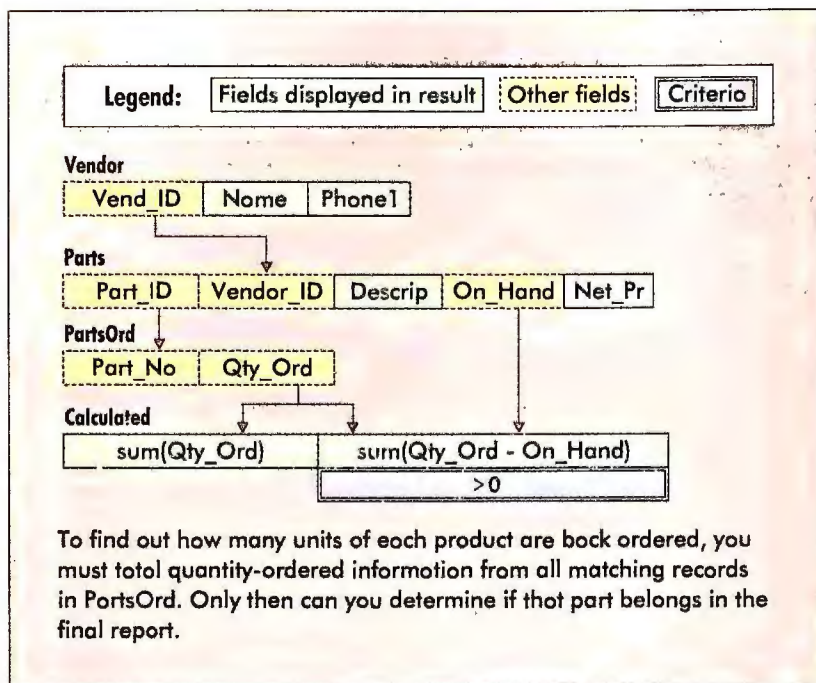 Legend: Fields displayed in result Other fields Criterio
Vendor
Vend_ID Nome Phone1
Parts
Part_ID Vendor_ID Descrip On_Hand Net_Pr
PartsOrd
Part_No Qty_Ord
Calculated
sum(Qty_Ord) sum(Qty_Ord - On_Hand)
>0
To find out how many units of eoch product are bock ordered, you
must totol quantity-ordered informotion from all matching records
in PortsOrd. Only then can you determine if thot part belongs in the
final report.